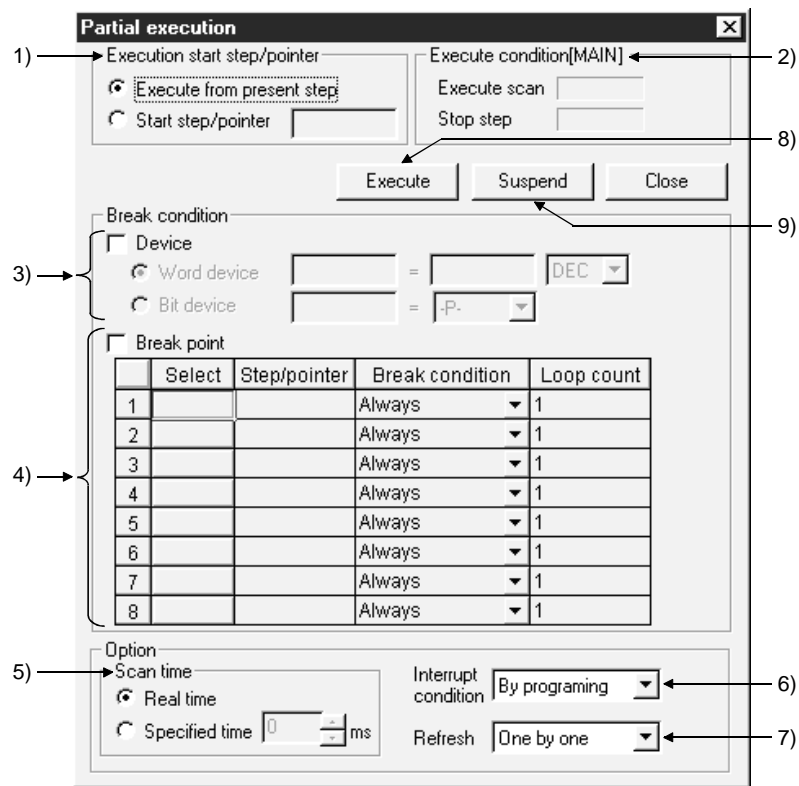 Partial execution
1)
Execution start step/pointer
Execute condition[MAIN]
2)
Execute from present step
Start step/pointer
Execute scan
Stop step
8)
Execute
Suspend
Close
9)
Break condition
3)
Device
Word device
=
DEC
Bit device
=
-P-
4)
Break point
Select Step/pointer Break condition Loop count
1 Always 1
2 Always 1
3 Always 1
4 Always 1
5 Always 1
6 Always 1
7 Always 1
8 Always 1
Option
5)
Scan time
Real time
Specified time 0 ms
Interrupt
condition
By programing
6)
Refresh One by one
7)